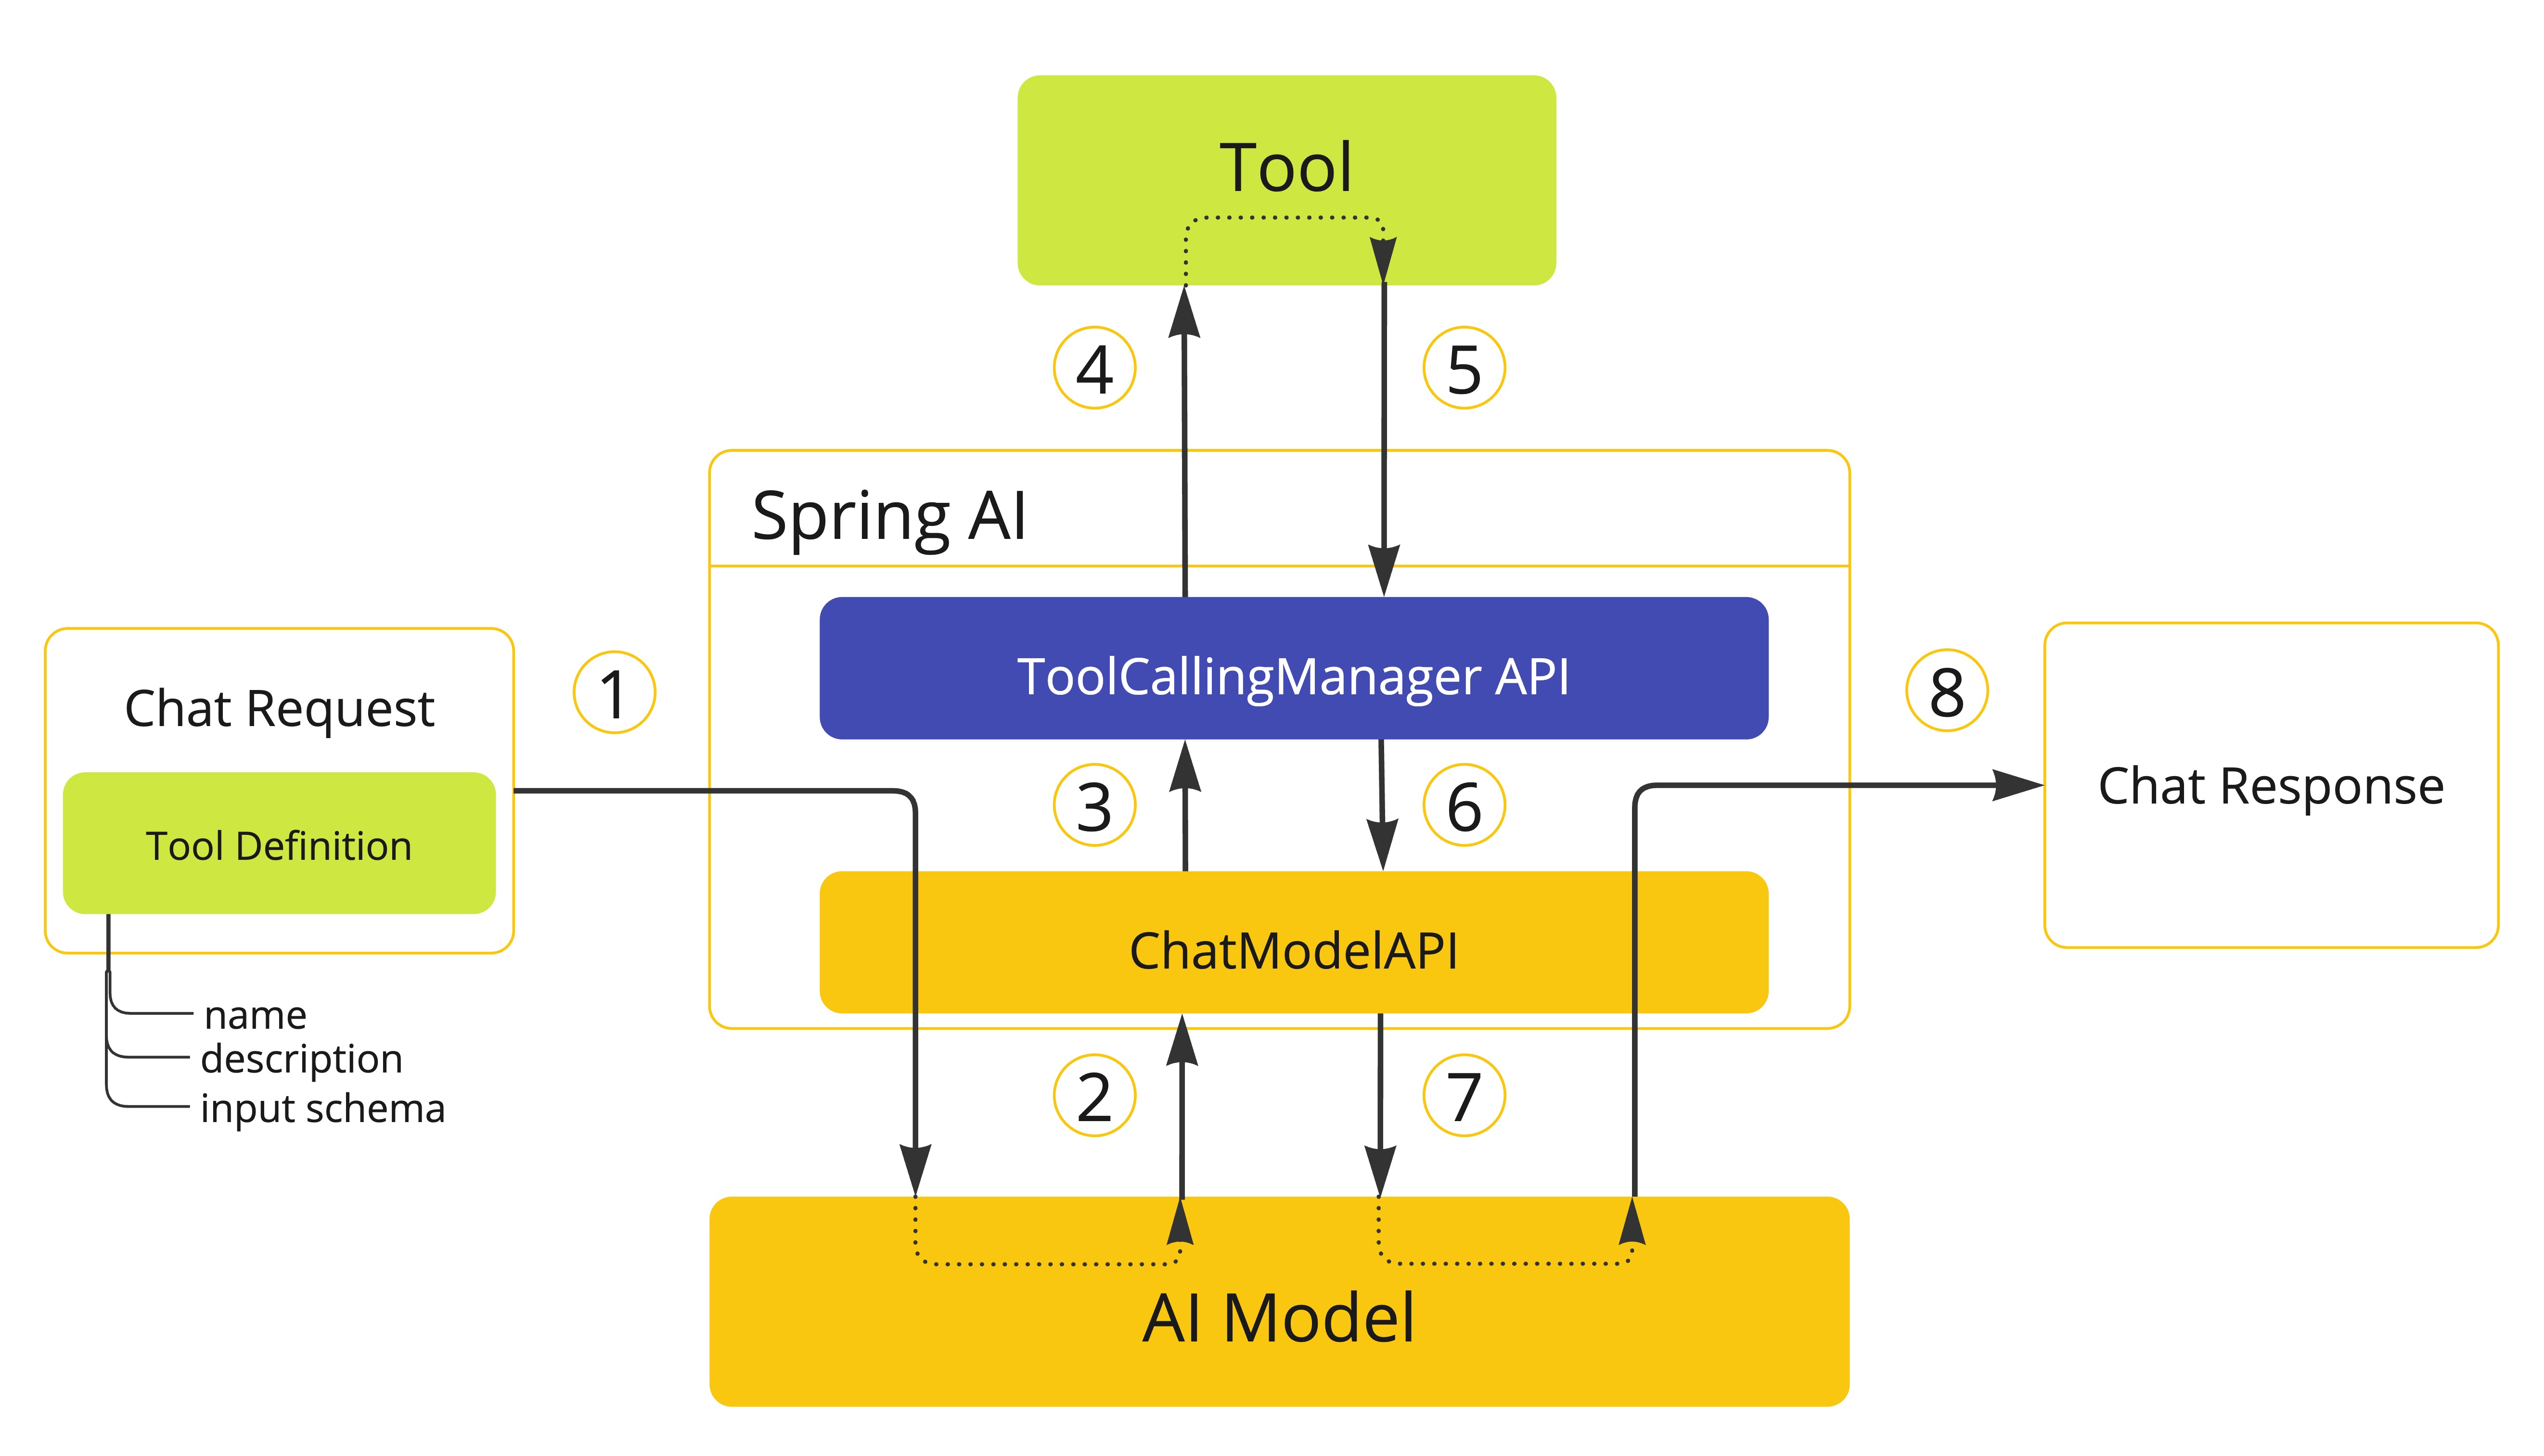 Tool
4
5
Spring AI
ToolCallingManager API
Chat Request
1
Tool Definition
name
description
input schema
3
6
ChatModelAPI
2
7
AI Model
8
Chat Response